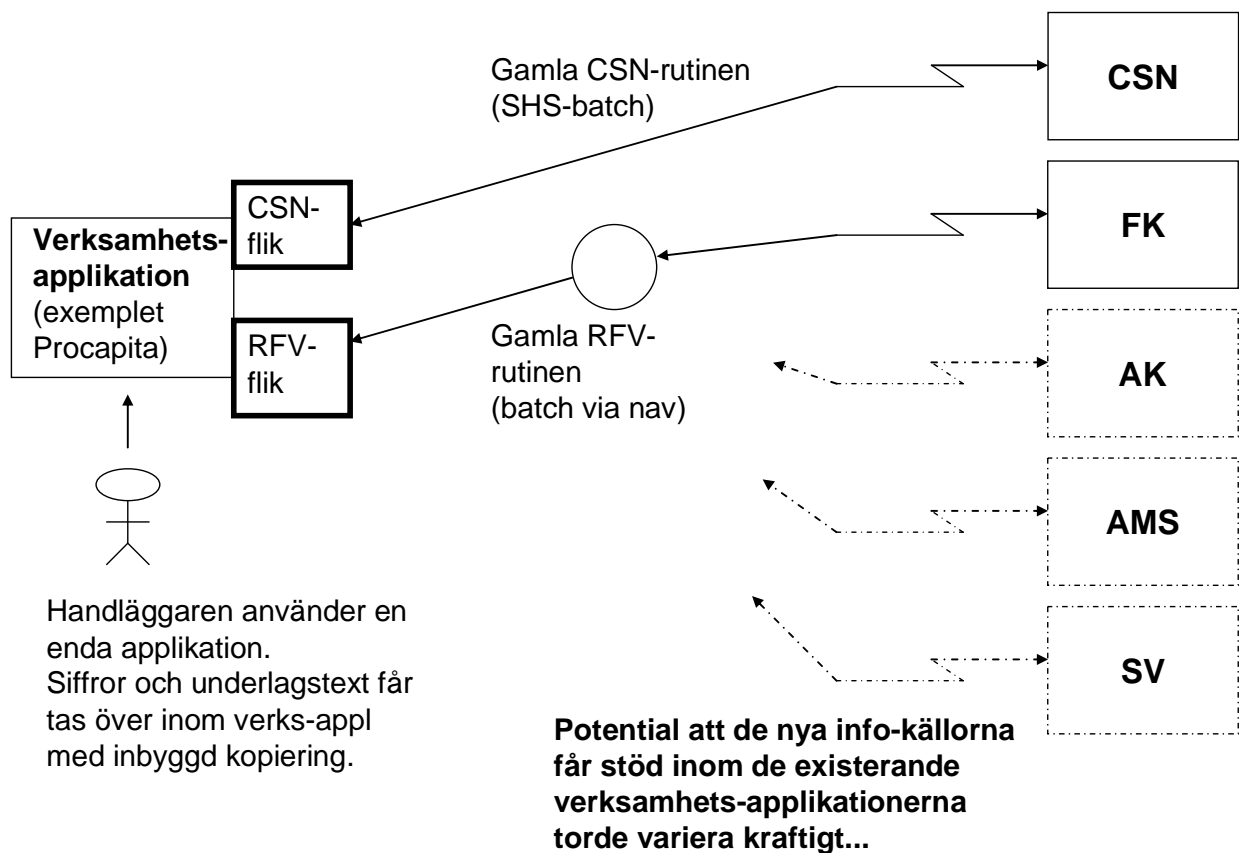 Gamla CSN-rutinen
(SHS-batch)
CSN
CSN-
flik
Verksamhets-
applikation
(exemplet
Procapita)
RFV-
flik
FK
Gamla RFV-
rutinen
(batch via nav)
AK
AMS
SV
Handläggaren använder en
enda applikation.
Siffror och underlagstext får
tas över inom verks-appl
med inbyggd kopiering.
Potential att de nya info-källorna
får stöd inom de existerande
verksamhets-applikationerna
torde variera kraftigt...